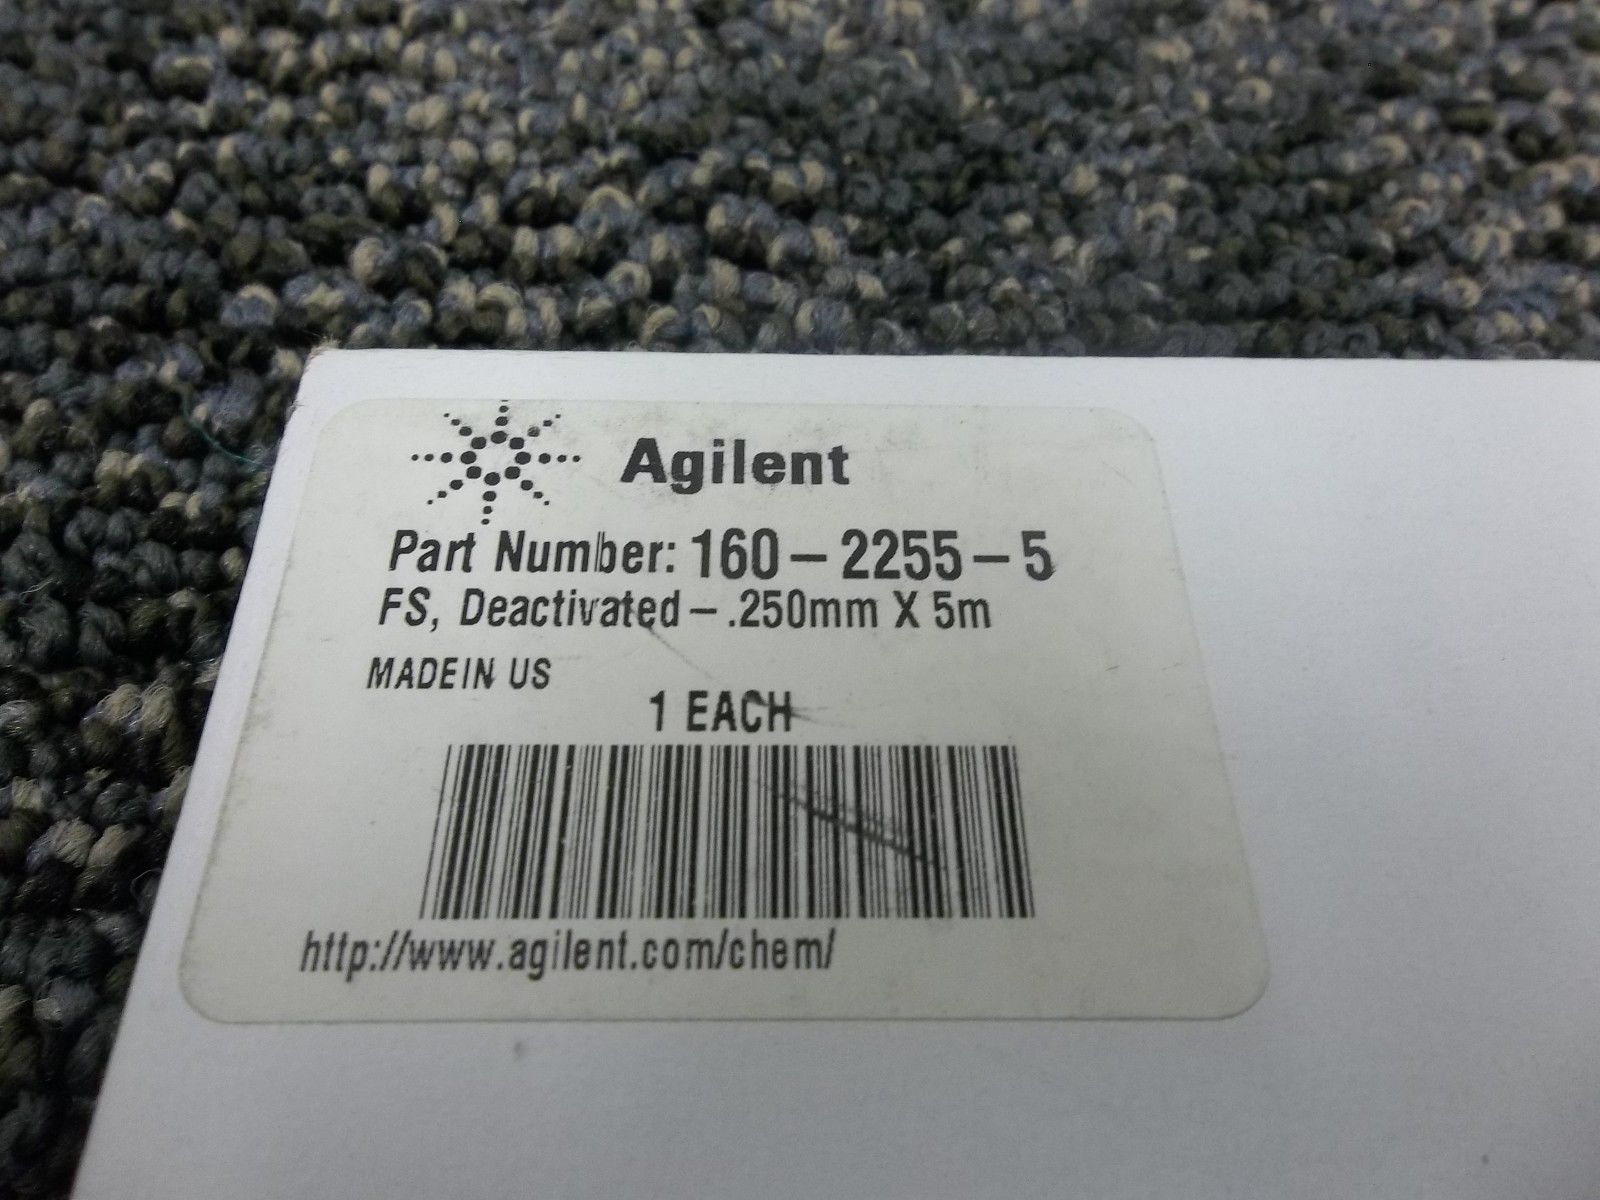 Agilent
Part Number: 160-2255-5
FS, Deactivated - .250mm X 5m
MADEIN US
1 EACH
http://www.agilent.com/chem/